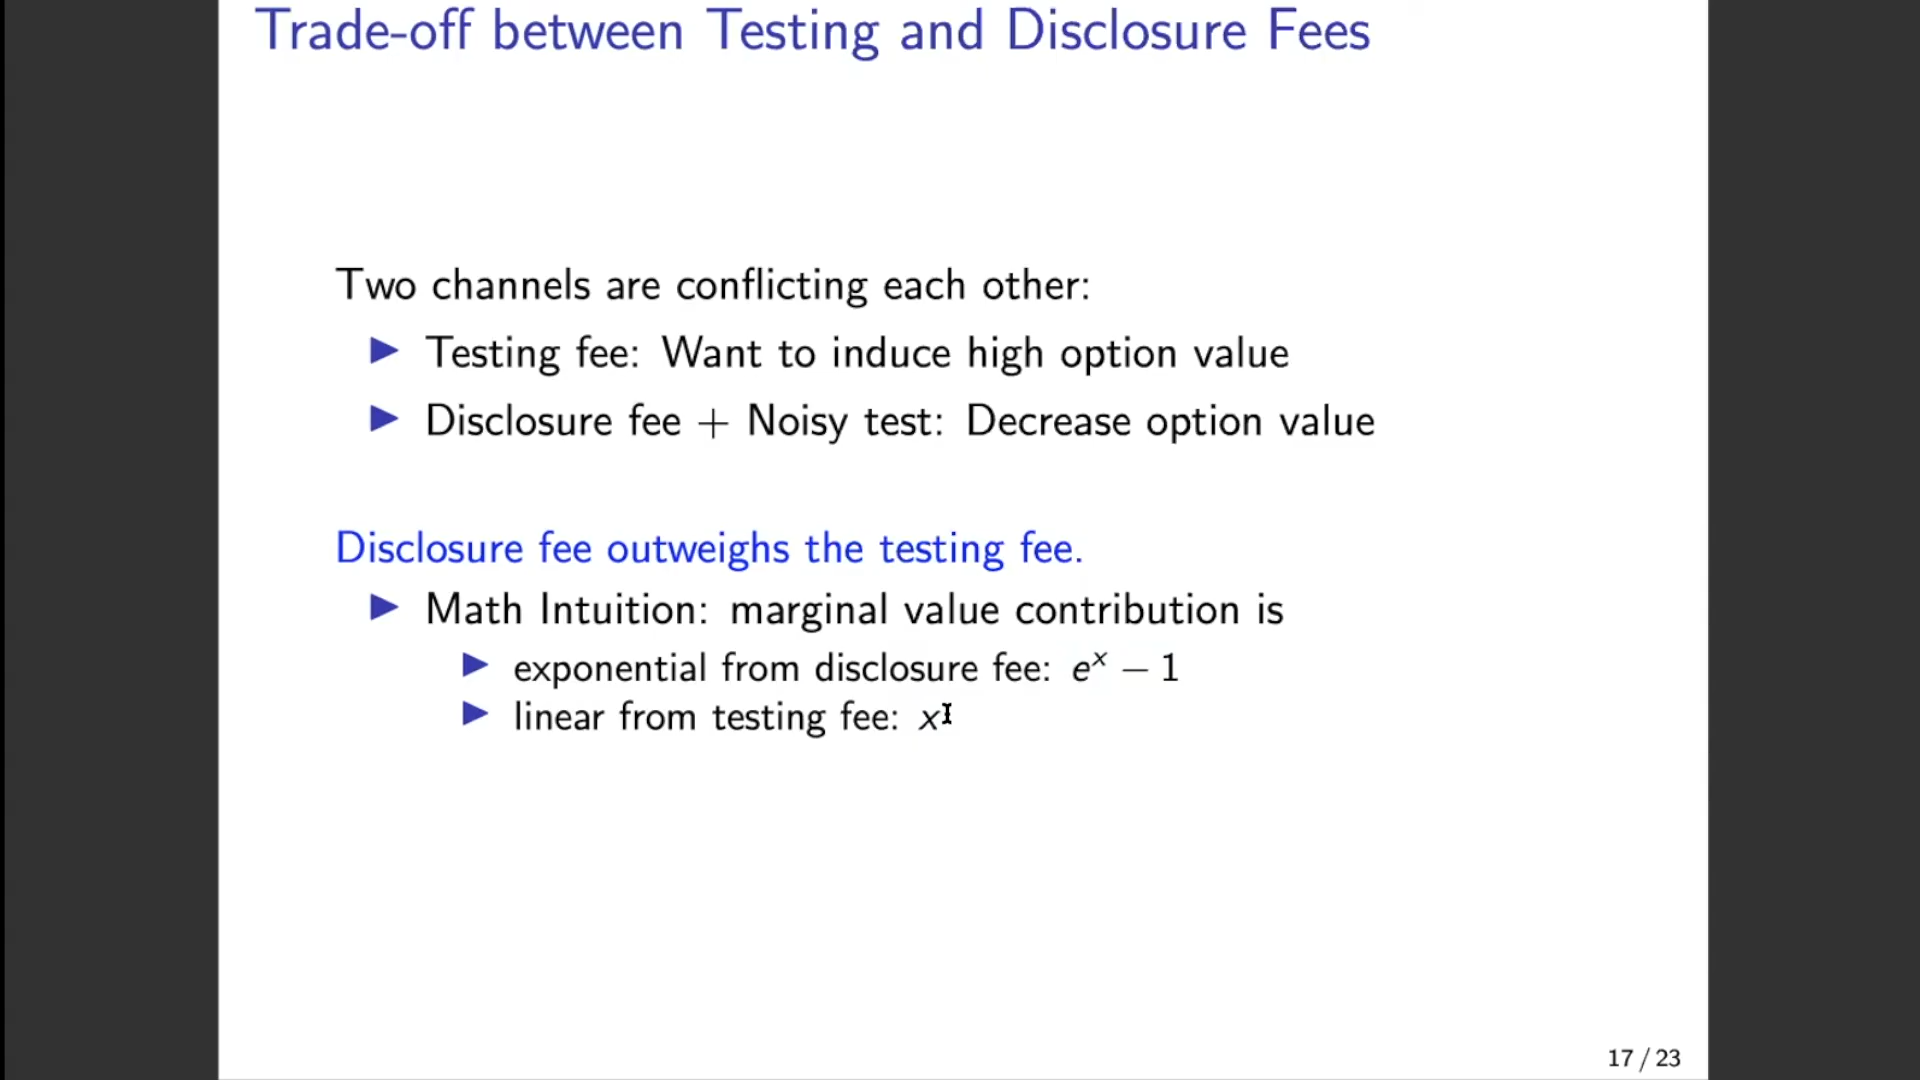 Trade-off between Testing and Disclosure Fees
Two channels are conflicting each other:
▶ Testing fee: Want to induce high option value
▶ Disclosure fee + Noisy test: Decrease option value
Disclosure fee outweighs the testing fee.
▶ Math Intuition: marginal value contribution is
▶ exponential from disclosure fee: eˣ − 1
▶ linear from testing fee: x
17 / 23